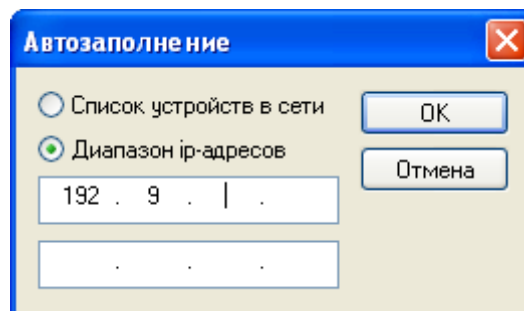 Автозаполнение
Список устройств в сети
OK
Диапазон ip-адресов
Отмена
192 . 9 . .
. . .